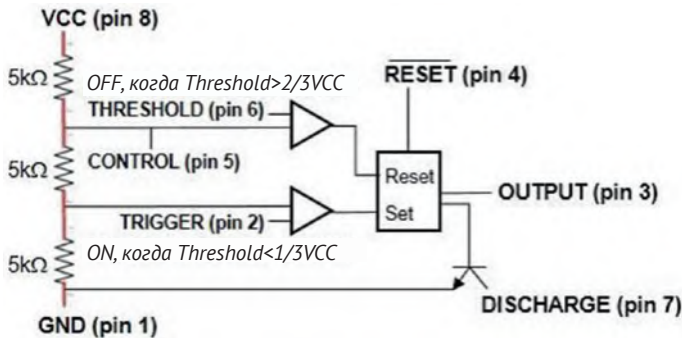 VCC (pin 8)
5kΩ
OFF, когда Threshold>2/3VCC
RESET (pin 4)
THRESHOLD (pin 6)
CONTROL (pin 5)
5kΩ
Reset
OUTPUT (pin 3)
Set
TRIGGER (pin 2)
ON, когда Threshold<1/3VCC
5kΩ
DISCHARGE (pin 7)
GND (pin 1)